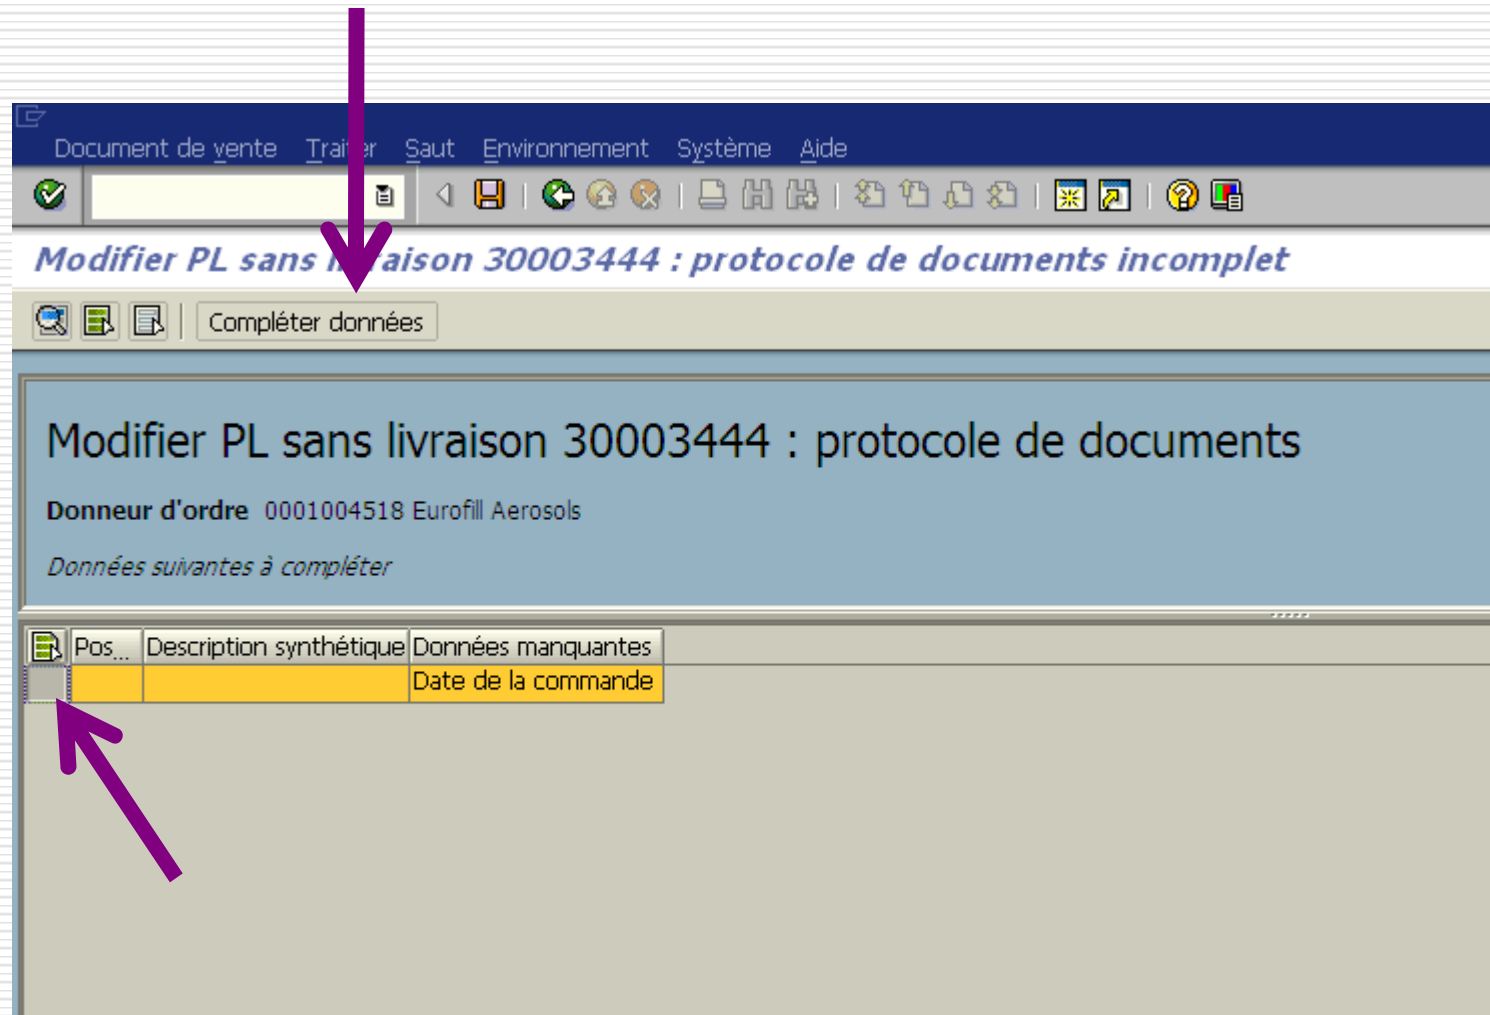 Document de vente Traiter Saut Environnement Système Aide
Modifier PL sans livraison 30003444 : protocole de documents incomplet
Compléter données
Modifier PL sans livraison 30003444 : protocole de documents
Donneur d'ordre 0001004518 Eurofill Aerosols
Données suivantes à compléter
Pos... Description synthétique Données manquantes
Date de la commande